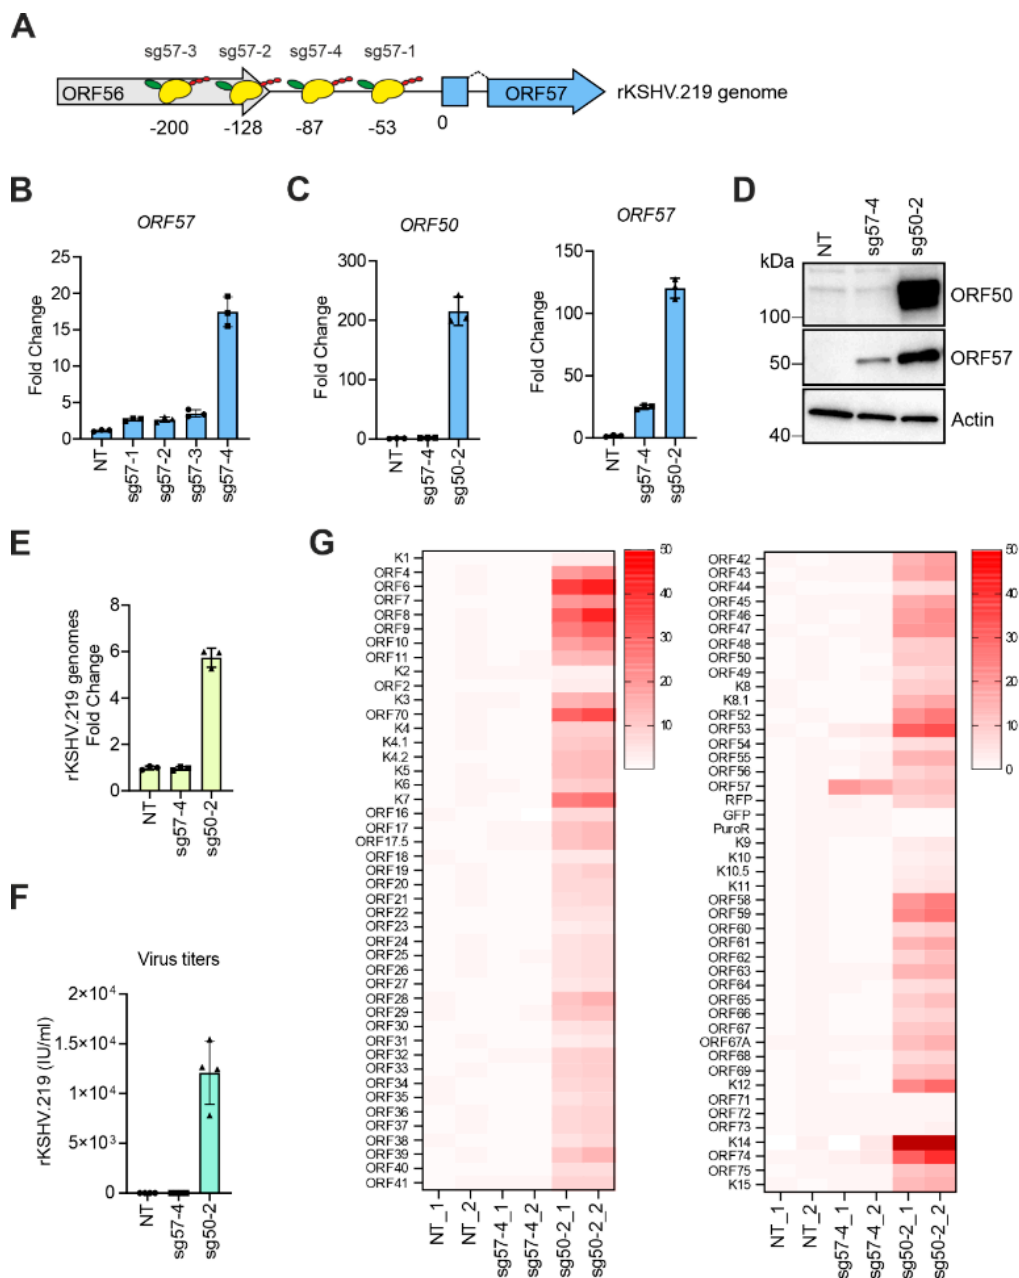 A
sg57-3 sg57-2 sg57-4 sg57-1
ORF56 ORF57 rKSHV.219 genome
-200 -128 -87 -53 0
B
ORF57
Fold Change
25
20
15
10
5
0
NT sg57-1 sg57-2 sg57-3 sg57-4
C
ORF50
Fold Change
300
200
100
0
NT sg57-4 sg50-2
ORF57
Fold Change
150
100
50
0
NT sg57-4 sg50-2
D
NT sg57-4 sg50-2
kDa
ORF50
100
50 ORF57
Actin
40
E
rKSHV.219 genomes
Fold Change
8
6
4
2
0
NT sg57-4 sg50-2
F
Virus titers
rKSHV.219 (IU/ml)
2×10⁴
1.5×10⁴
1×10⁴
5×10³
0
NT sg57-4 sg50-2
G
K1
ORF4
ORF6
ORF7
ORF8
ORF9
ORF10
ORF11
K2
ORF2
K3
ORF70
K4
K4.1
K4.2
K5
K6
K7
ORF16
ORF17
ORF17.5
ORF18
ORF19
ORF20
ORF21
ORF22
ORF23
ORF24
ORF25
ORF26
ORF27
ORF28
ORF29
ORF30
ORF31
ORF32
ORF33
ORF34
ORF35
ORF36
ORF37
ORF38
ORF39
ORF40
ORF41
NT_1 NT_2 sg57-4_1 sg57-4_2 sg50-2_1 sg50-2_2
50
40
30
20
10
ORF42
ORF43
ORF44
ORF45
ORF46
ORF47
ORF48
ORF50
ORF49
K8
K8.1
ORF52
ORF53
ORF54
ORF55
ORF56
ORF57
RFP
GFP
PuroR
K9
K10
K10.5
K11
ORF58
ORF59
ORF60
ORF61
ORF62
ORF63
ORF64
ORF65
ORF66
ORF67
ORF67A
ORF68
ORF69
K12
ORF71
ORF72
ORF73
K14
ORF74
ORF75
K15
NT_1 NT_2 sg57-4_1 sg57-4_2 sg50-2_1 sg50-2_2
50
40
30
20
10
0